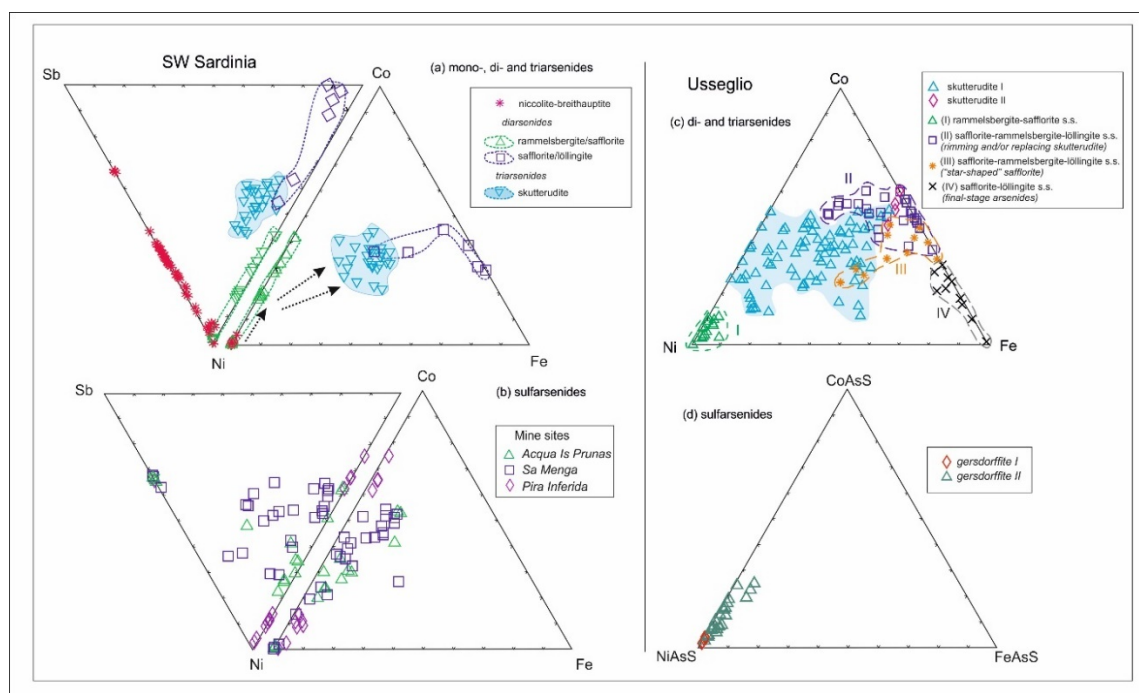 SW Sardinia
Sb
Co
(a) mono-, di- and triarsenides
niccolite-breithauptite
diarsenides
rammelsbergite/safflorite
safflorite/löllingite
triarsenides
skutterudite
Ni
Fe
Sb
Co
(b) sulfarsenides
Mine sites
Acqua Is Prunas
Sa Menga
Pira Inferida
Ni
Fe
Usseglio
Co
(c) di- and triarsenides
skutterudite I
skutterudite II
(I) rammelsbergite-safflorite s.s.
(II) safflorite-rammelsbergite-löllingite s.s.
(rimming and/or replacing skutterudite)
(III) safflorite-rammelsbergite-löllingite s.s.
("star-shaped" safflorite)
(IV) safflorite-löllingite s.s.
(final-stage arsenides)
II
III
I
IV
Ni
Fe
CoAsS
(d) sulfarsenides
gersdorffite I
gersdorffite II
NiAsS
FeAsS